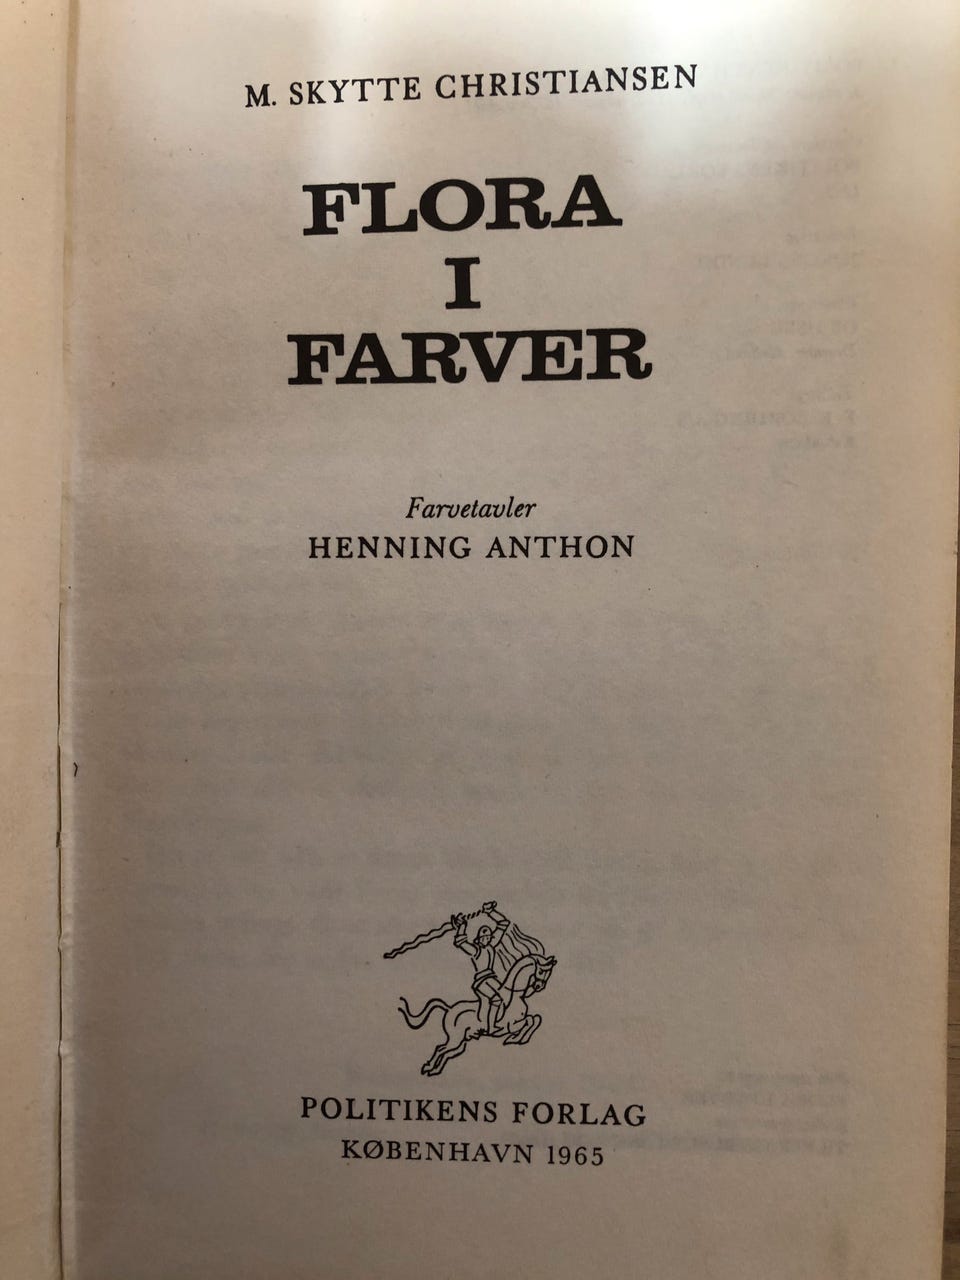 M. SKYTTE CHRISTIANSEN
FLORA
I
FARVER
Farvetavler
HENNING ANTHON
POLITIKENS FORLAG
KØBENHAVN 1965